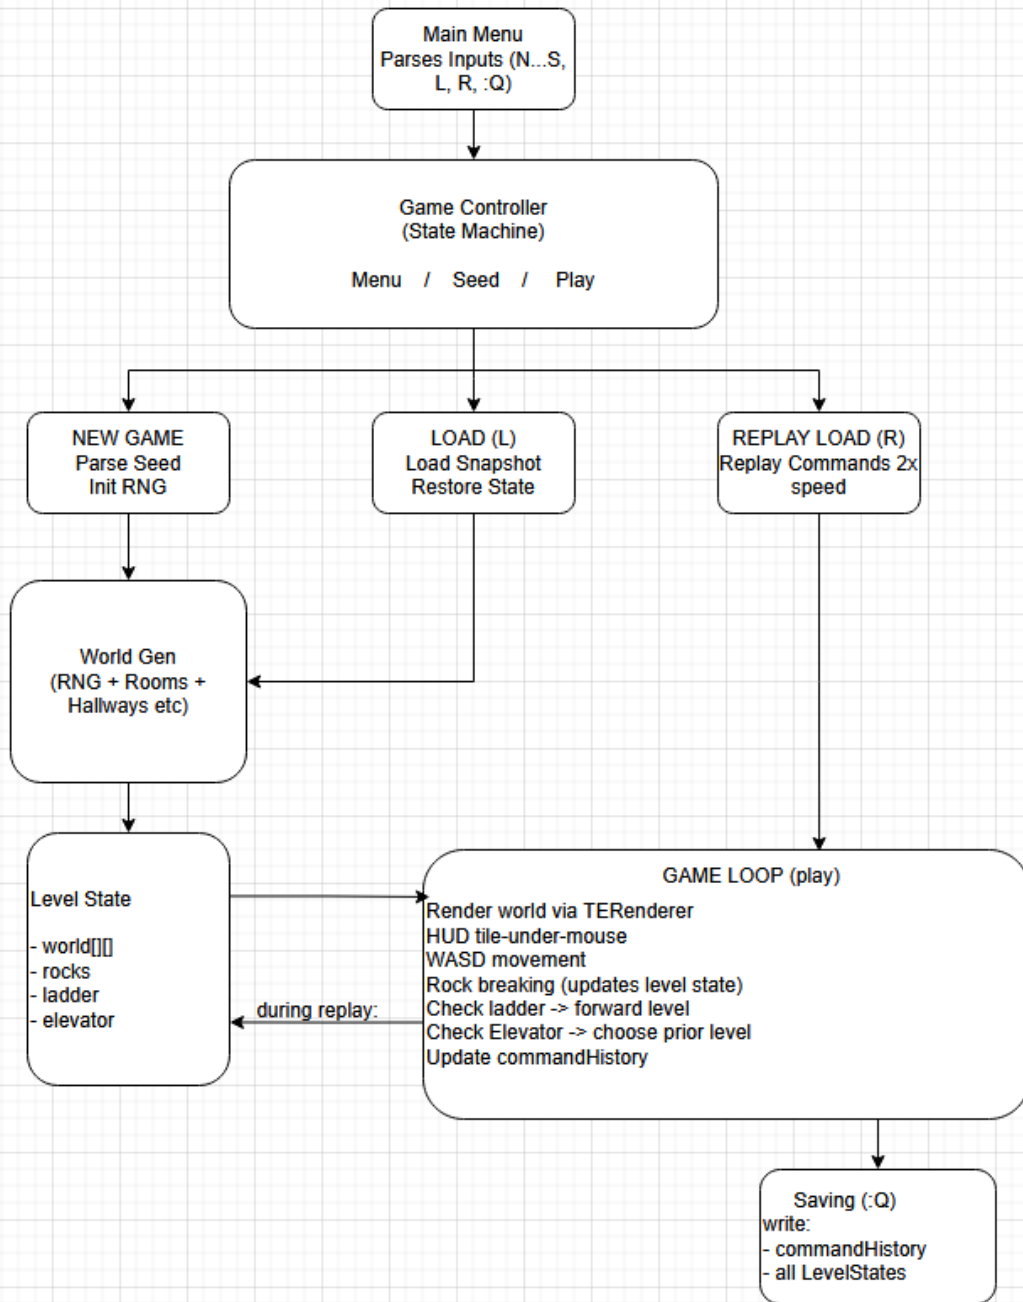 Main Menu
Parses Inputs (N...S,
L, R, :Q)
Game Controller
(State Machine)
Menu / Seed / Play
NEW GAME
Parse Seed
Init RNG
LOAD (L)
Load Snapshot
Restore State
REPLAY LOAD (R)
Replay Commands 2x
speed
World Gen
(RNG + Rooms +
Hallways etc)
Level State
- world[][]
- rocks
- ladder
- elevator
during replay:
GAME LOOP (play)
Render world via TERenderer
HUD tile-under-mouse
WASD movement
Rock breaking (updates level state)
Check ladder -> forward level
Check Elevator -> choose prior level
Update commandHistory
Saving (:Q)
write:
- commandHistory
- all LevelStates